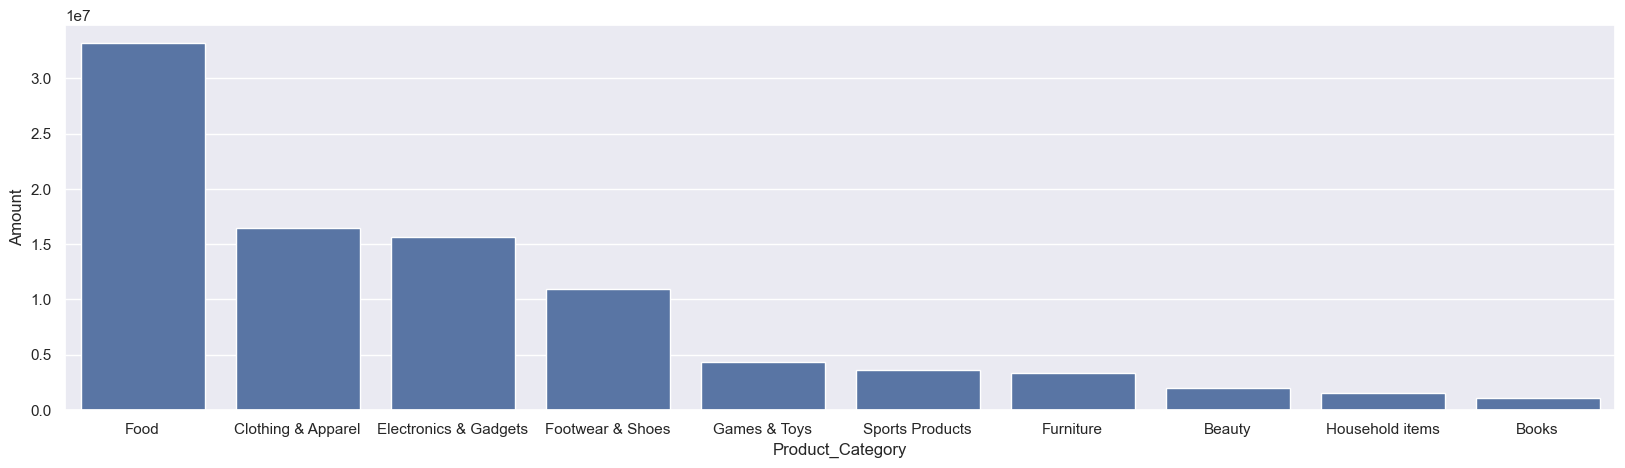 1e7
3.0
2.5
2.0
1.5
1.0
0.5
0.0
Amount
Food Clothing & Apparel Electronics & Gadgets Footwear & Shoes Games & Toys Sports Products Furniture Beauty Household items Books
Product_Category